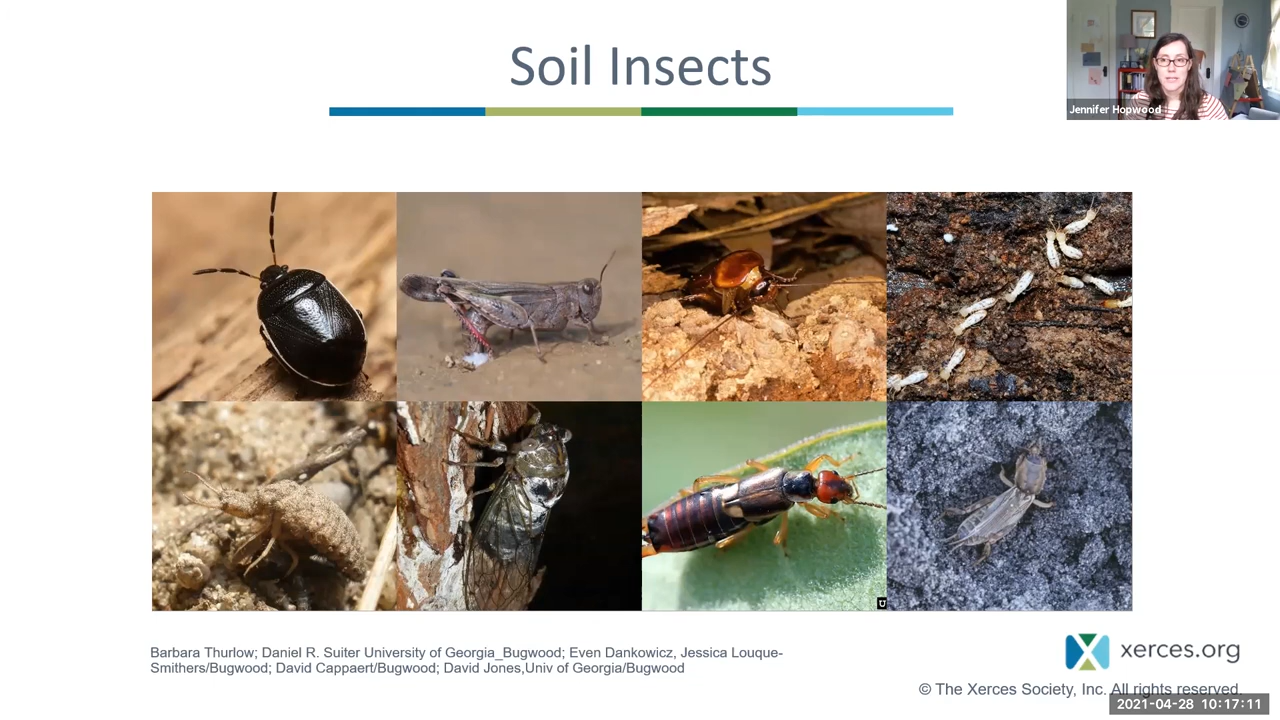 Soil Insects
Jennifer Hopwood
Barbara Thurlow; Daniel R. Suiter University of Georgia_Bugwood; Even Dankowicz, Jessica Louque-
Smithers/Bugwood; David Cappaert/Bugwood; David Jones,Univ of Georgia/Bugwood
xerces.org
© The Xerces Society, Inc. All rights reserved.
2021-04-28 10:17:11